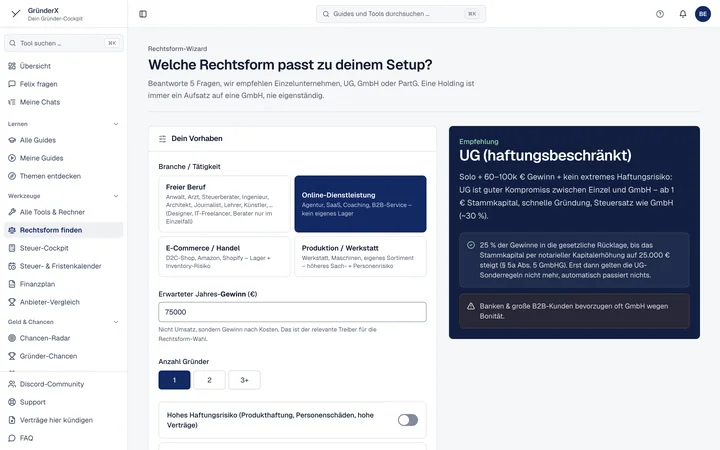 GründerX
Dein Gründer-Cockpit
Tool suchen ...
⌘K
Übersicht
Felix fragen
Meine Chats
Lernen
Alle Guides
Meine Guides
Themen entdecken
Werkzeuge
Alle Tools & Rechner
Rechtsform finden
Steuer-Cockpit
Steuer- & Fristenkalender
Finanzplan
Anbieter-Vergleich
Geld & Chancen
Chancen-Radar
Gründer-Chancen
Discord-Community
Support
Verträge hier kündigen
FAQ
Guides und Tools durchsuchen ...
⌘K
BE
Rechtsform-Wizard
Welche Rechtsform passt zu deinem Setup?
Beantworte 5 Fragen, wir empfehlen Einzelunternehmen, UG, GmbH oder PartG. Eine Holding ist
immer ein Aufsatz auf eine GmbH, nie eigenständig.
Dein Vorhaben
Branche / Tätigkeit
Freier Beruf
Anwalt, Arzt, Steuerberater, Ingenieur,
Architekt, Journalist, Lehrer, Künstler, ...
(Designer, IT-Freelancer, Berater nur im
Einzelfall)
Online-Dienstleistung
Agentur, SaaS, Coaching, B2B-Service –
kein eigenes Lager
E-Commerce / Handel
D2C-Shop, Amazon, Shopify – Lager +
Inventory-Risiko
Produktion / Werkstatt
Werkstatt, Maschinen, eigenes Sortiment
– höheres Sach- + Personenrisiko
Erwarteter Jahres-Gewinn (€)
75000
Nicht Umsatz, sondern Gewinn nach Kosten. Das ist der relevante Treiber für die
Rechtsform-Wahl.
Anzahl Gründer
1
2
3+
Hohes Haftungsrisiko (Produkthaftung, Personenschäden, hohe
Verträge)
Empfehlung
UG (haftungsbeschränkt)
Solo + 60–100k € Gewinn + kein extremes Haftungsrisiko:
UG ist guter Kompromiss zwischen Einzel und GmbH – ab 1
€ Stammkapital, schnelle Gründung, Steuersatz wie GmbH
(~30 %).
25 % der Gewinne in die gesetzliche Rücklage, bis das
Stammkapital per notarieller Kapitalerhöhung auf 25.000 €
steigt (§ 5a Abs. 5 GmbHG). Erst dann gelten die UG-
Sonderregeln nicht mehr, automatisch passiert nichts.
Banken & große B2B-Kunden bevorzugen oft GmbH wegen
Bonität.